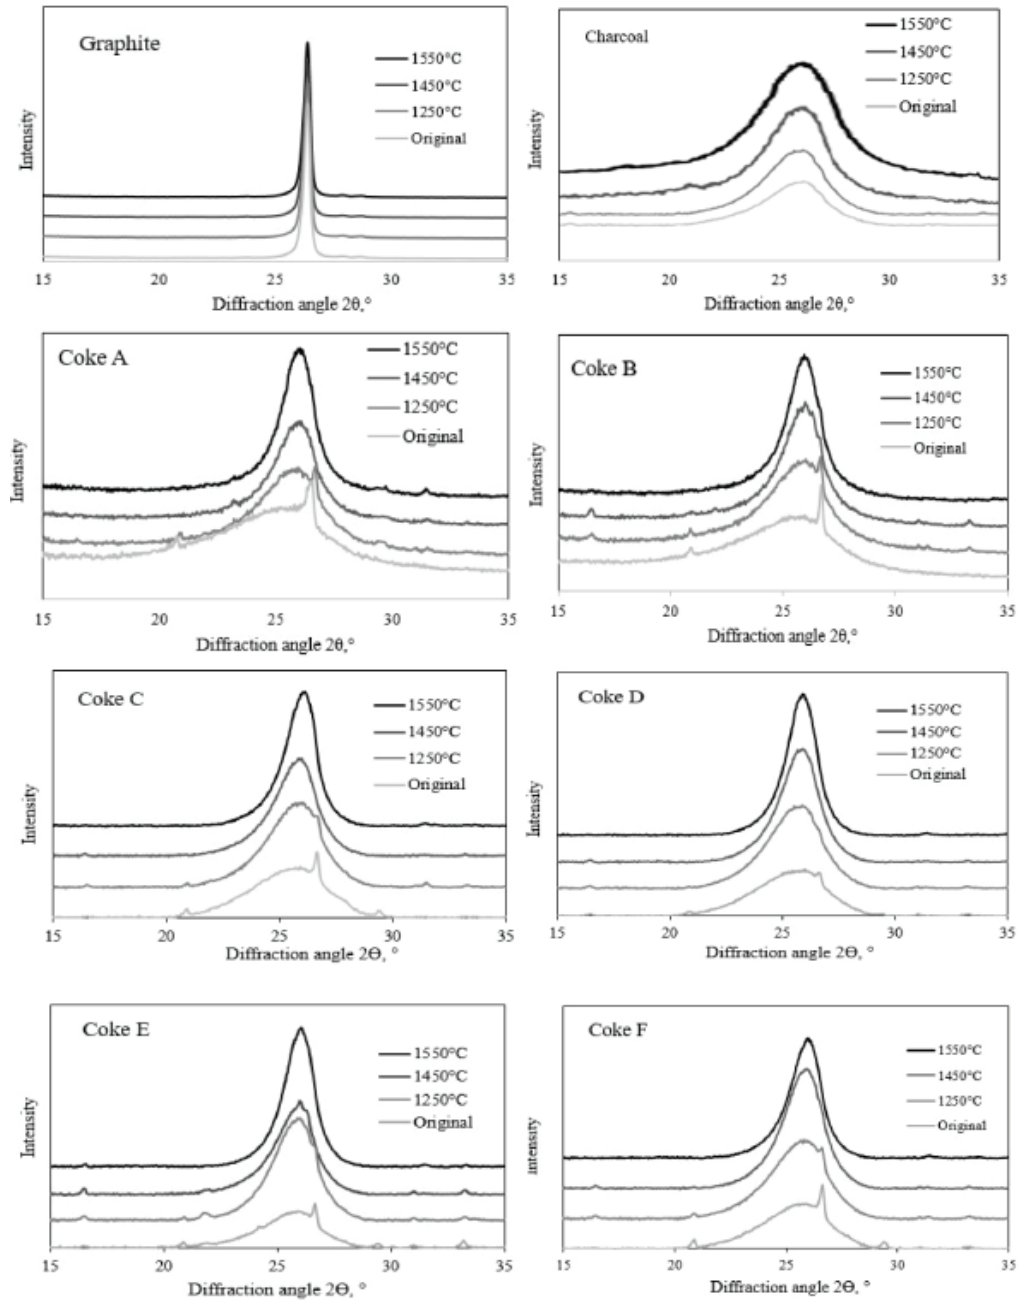 Graphite
1550°C
1450°C
1250°C
Original
Intensity
15 20 25 30 35
Diffraction angle 2θ,°
Charcoal
1550°C
1450°C
1250°C
Original
Intensity
15 20 25 30 35
Diffraction angle 2θ,°
Coke A
1550°C
1450°C
1250°C
Original
Intensity
15 20 25 30 35
Diffraction angle 2θ,°
Coke B
1550°C
1450°C
1250°C
Original
Intensity
15 20 25 30 35
Diffraction angle 2θ,°
Coke C
1550°C
1450°C
1250°C
Original
Intensity
15 20 25 30 35
Diffraction angle 2Θ, °
Coke D
1550°C
1450°C
1250°C
Original
Intensity
15 20 25 30 35
Diffraction angle 2Θ, °
Coke E
1550°C
1450°C
1250°C
Original
Intensity
15 20 25 30 35
Diffraction angle 2Θ, °
Coke F
1550°C
1450°C
1250°C
Original
Intensity
15 20 25 30 35
Diffraction angle 2Θ, °